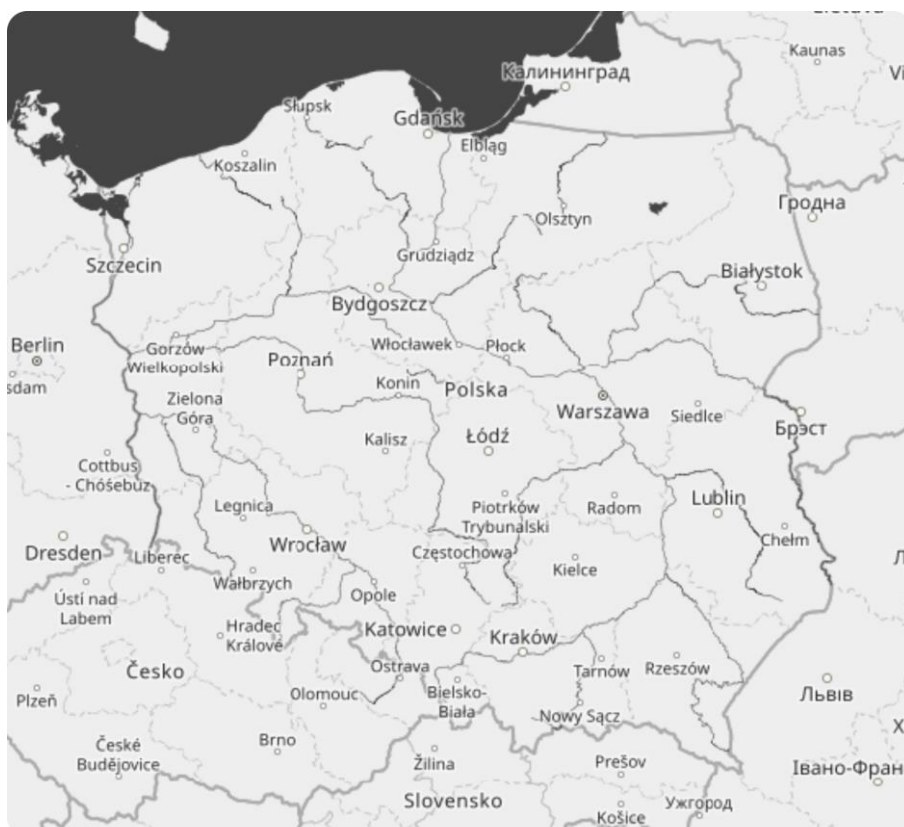 Kaunas
Калининград
Słupsk
Gdańsk
Elbląg
Koszalin
Гродна
Olsztyn
Grudziądz
Szczecin
Białystok
Bydgoszcz
Berlin
Włocławek
Płock
Gorzów
Wielkopolski
Poznań
Konin
Polska
sdam
Zielona
Góra
Warszawa
Siedlce
Брэст
Kalisz
Łódź
Cottbus
- Chóśebuz
Legnica
Piotrków
Trybunalski
Radom
Lublin
Dresden
Wrocław
Chełm
Liberec
Częstochowa
Kielce
Wałbrzych
Opole
Ústí nad
Labem
Hradec
Králové
Katowice
Kraków
Česko
Ostrava
Tarnów
Rzeszów
Plzeň
Olomouc
Bielsko-
Biała
Львів
Nowy Sącz
České
Budějovice
Brno
Žilina
Prešov
Івано-Фран
Slovensko
Košice
Ужгород